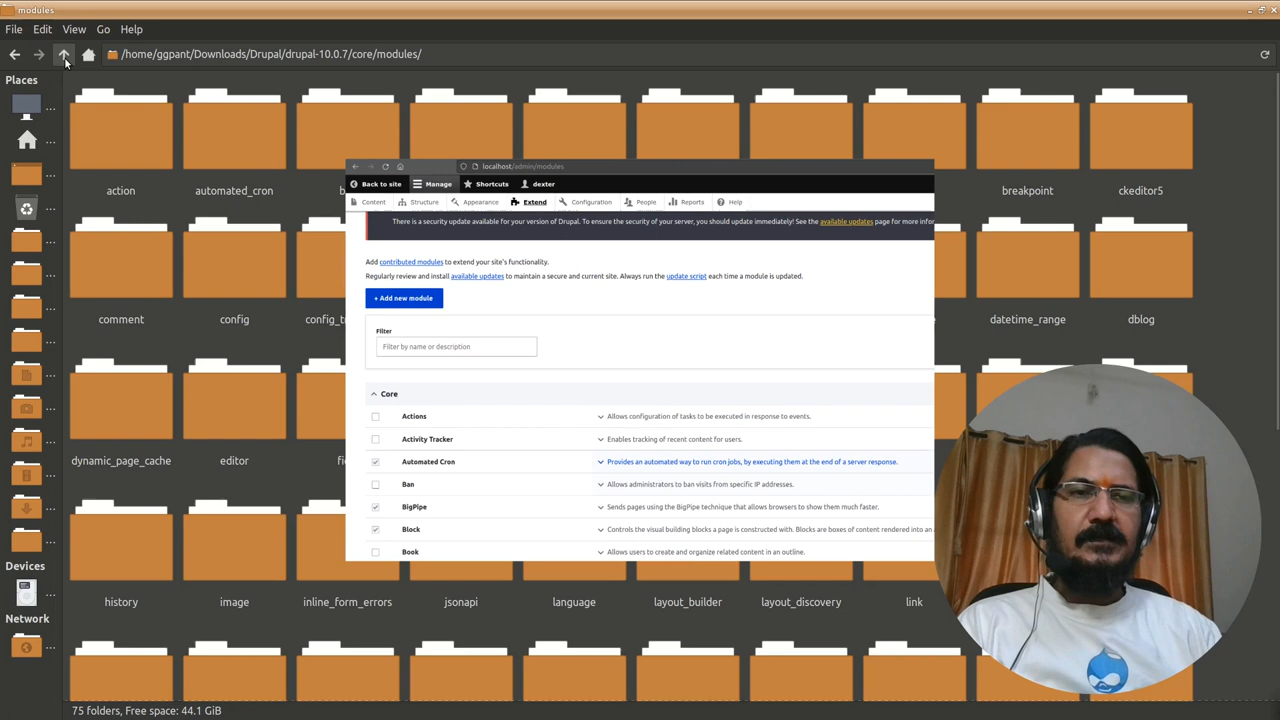 modules
File Edit View Go Help
/home/ggpant/Downloads/Drupal/drupal-10.0.7/core/modules/
Places
action
automated_cron
b
breakpoint
ckeditor5
comment
config
config_t
datetime_range
dblog
dynamic_page_cache
editor
fi
history
image
inline_form_errors
jsonapi
language
layout_builder
layout_discovery
link
Devices
Network
75 folders, Free space: 44.1 GiB
localhost/admin/modules
Back to site Manage Shortcuts dexter
Content Structure Appearance Extend Configuration People Reports Help
There is a security update available for your version of Drupal. To ensure the security of your server, you should update immediately! See the available updates page for more infor
Add contributed modules to extend your site's functionality.
Regularly review and install available updates to maintain a secure and current site. Always run the update script each time a module is updated.
+ Add new module
Filter
Filter by name or description
Core
Actions Allows configuration of tasks to be executed in response to events.
Activity Tracker Enables tracking of recent content for users.
Automated Cron Provides an automated way to run cron jobs, by executing them at the end of a server response.
Ban Allows administrators to ban visits from specific IP addresses.
BigPipe Sends pages using the BigPipe technique that allows browsers to show them much faster.
Block Controls the visual building blocks a page is constructed with. Blocks are boxes of content rendered into an
Book Allows users to create and organize related content in an outline.